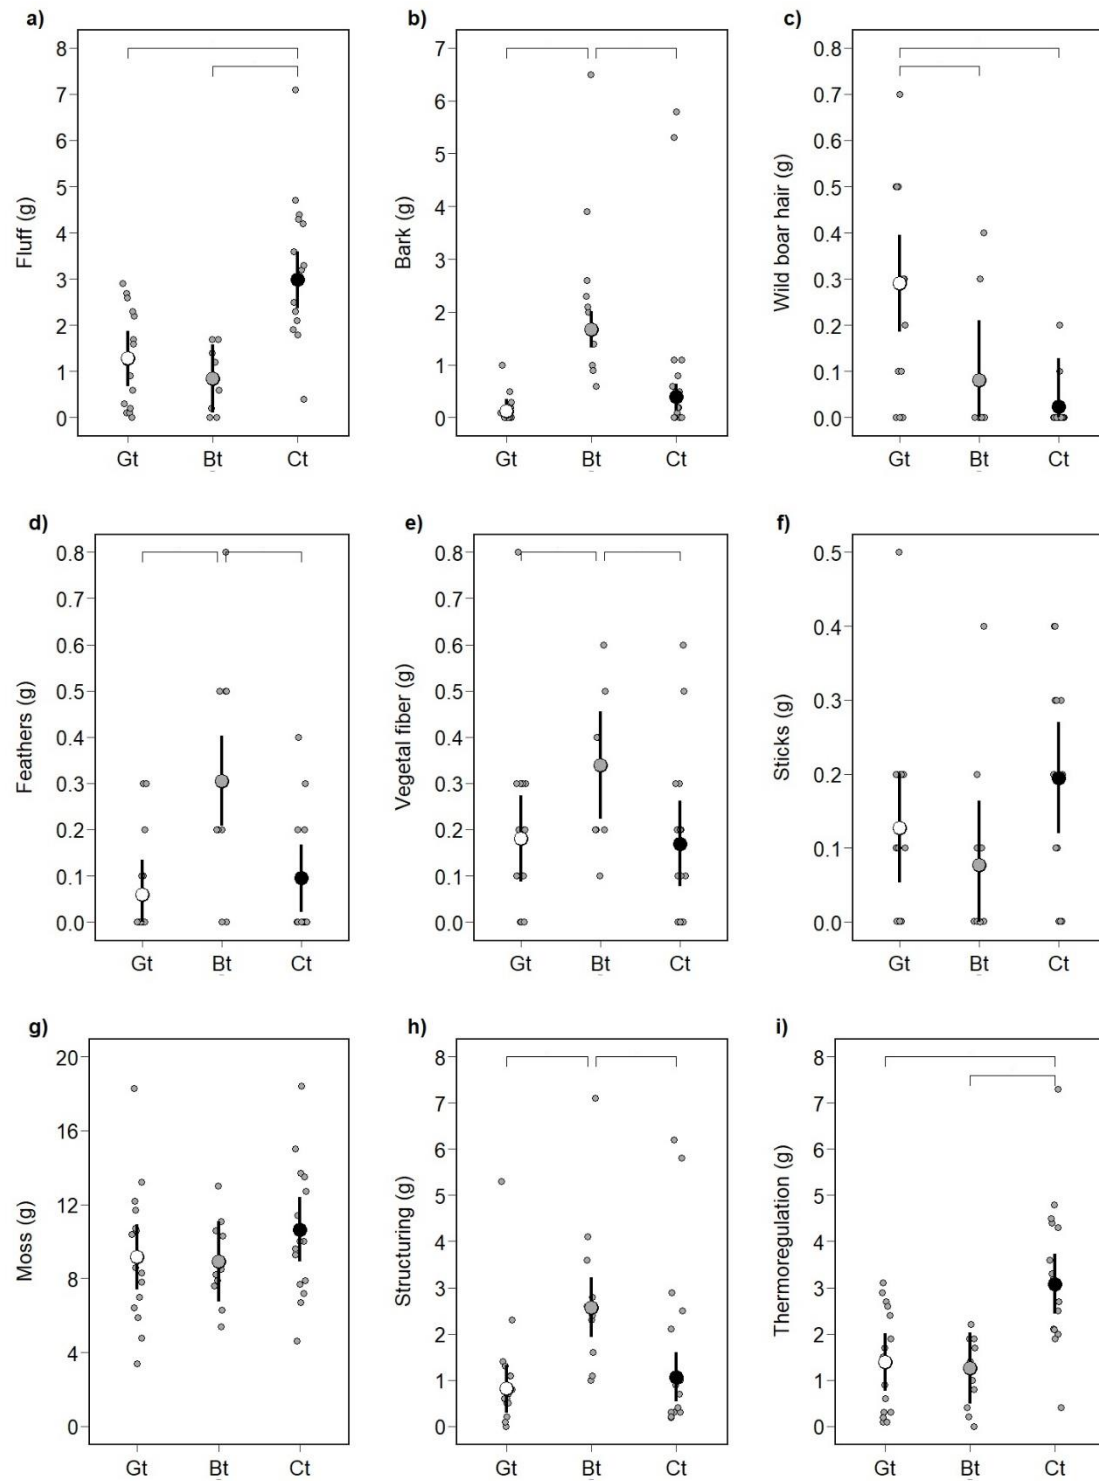 a)
Fluff (g)
8
7
6
5
4
3
2
1
0
Gt Bt Ct
b)
Bark (g)
7
6
5
4
3
2
1
0
Gt Bt Ct
c)
Wild boar hair (g)
0.8
0.7
0.6
0.5
0.4
0.3
0.2
0.1
0.0
Gt Bt Ct
d)
Feathers (g)
0.8
0.7
0.6
0.5
0.4
0.3
0.2
0.1
0.0
Gt Bt Ct
e)
Vegetal fiber (g)
0.8
0.7
0.6
0.5
0.4
0.3
0.2
0.1
0.0
Gt Bt Ct
f)
Sticks (g)
0.5
0.4
0.3
0.2
0.1
0.0
Gt Bt Ct
g)
Moss (g)
20
16
12
8
4
0
Gt Bt Ct
h)
Structuring (g)
8
7
6
5
4
3
2
1
0
Gt Bt Ct
i)
Thermoregulation (g)
8
7
6
5
4
3
2
1
0
Gt Bt Ct